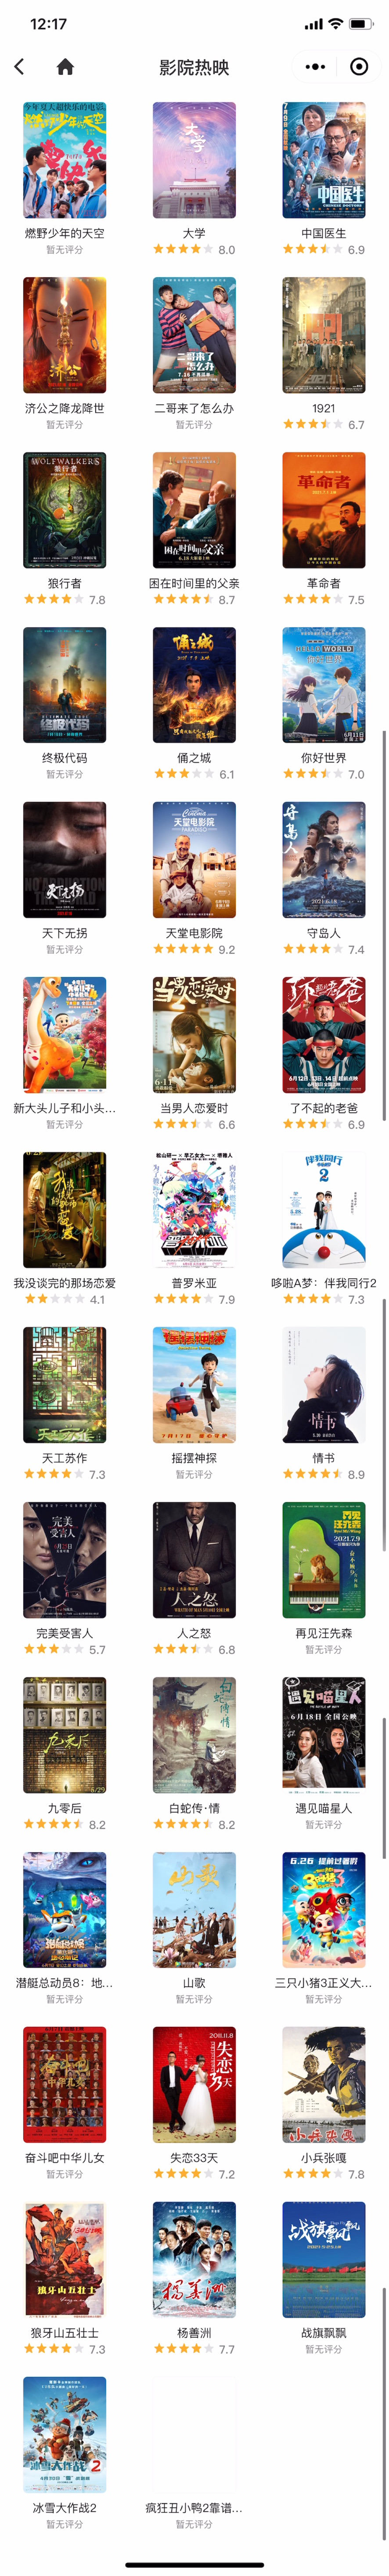 12:17
影院热映
燃野少年的天空
暂无评分
大学
8.0
中国医生
6.9
济公之降龙降世
暂无评分
二哥来了怎么办
暂无评分
1921
6.7
狼行者
7.8
困在时间里的父亲
8.7
革命者
7.5
终极代码
暂无评分
俑之城
6.1
你好世界
7.0
天下无拐
暂无评分
天堂电影院
9.2
守岛人
7.4
新大头儿子和小头...
暂无评分
当男人恋爱时
6.6
了不起的老爸
6.9
我没谈完的那场恋爱
4.1
普罗米亚
7.9
哆啦A梦：伴我同行2
7.3
天工苏作
7.3
摇摆神探
暂无评分
情书
8.9
完美受害人
5.7
人之怒
6.8
再见汪先森
暂无评分
九零后
8.2
白蛇传·情
8.2
遇见喵星人
暂无评分
潜艇总动员8：地...
暂无评分
山歌
暂无评分
三只小猪3正义大...
暂无评分
奋斗吧中华儿女
暂无评分
失恋33天
7.2
小兵张嘎
7.8
狼牙山五壮士
7.3
杨善洲
7.7
战旗飘飘
暂无评分
冰雪大作战2
暂无评分
疯狂丑小鸭2靠谱...
暂无评分